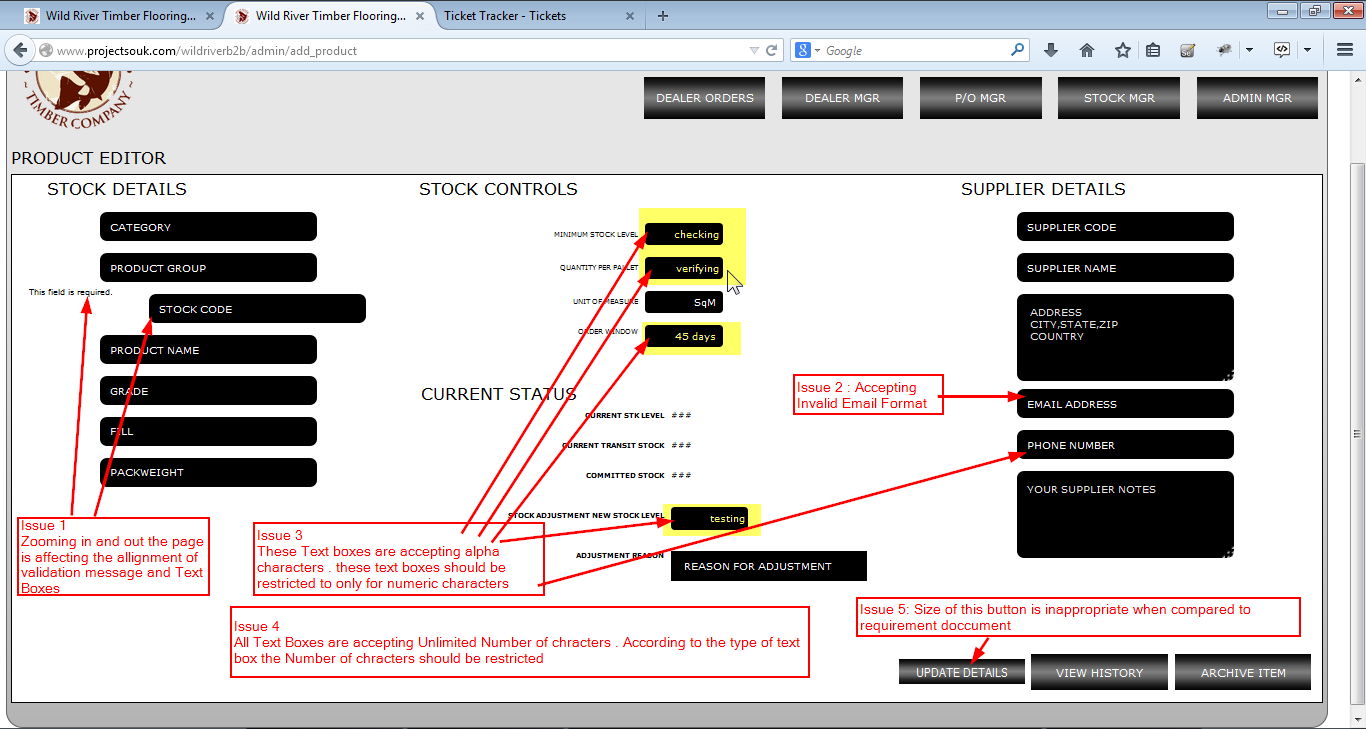 Wild River Timber Flooring...
Wild River Timber Flooring...
Ticket Tracker - Tickets
www.projectsouk.com/wildriverb2b/admin/add_product
Google
TIMBER COMPANY
DEALER ORDERS
DEALER MGR
P/O MGR
STOCK MGR
ADMIN MGR
PRODUCT EDITOR
STOCK DETAILS
CATEGORY
PRODUCT GROUP
This field is required.
STOCK CODE
PRODUCT NAME
GRADE
FILL
PACKWEIGHT
Issue 1
Zooming in and out the page
is affecting the allignment of
validation message and Text
Boxes
STOCK CONTROLS
MINIMUM STOCK LEVEL
checking
QUANTITY PER PALLET
verifying
UNIT OF MEASURE
SqM
ORDER WINDOW
45 days
CURRENT STATUS
CURRENT STK LEVEL
###
CURRENT TRANSIT STOCK
###
COMMITTED STOCK
###
STOCK ADJUSTMENT NEW STOCK LEVEL
testing
ADJUSTMENT REASON
REASON FOR ADJUSTMENT
Issue 3
These Text boxes are accepting alpha
characters . these text boxes should be
restricted to only for numeric characters
Issue 4
All Text Boxes are accepting Unlimited Number of chracters . According to the type of text
box the Number of chracters should be restricted
SUPPLIER DETAILS
SUPPLIER CODE
SUPPLIER NAME
ADDRESS
CITY,STATE,ZIP
COUNTRY
Issue 2 : Accepting
Invalid Email Format
EMAIL ADDRESS
PHONE NUMBER
YOUR SUPPLIER NOTES
Issue 5: Size of this button is inappropriate when compared to
requirement doccument
UPDATE DETAILS
VIEW HISTORY
ARCHIVE ITEM